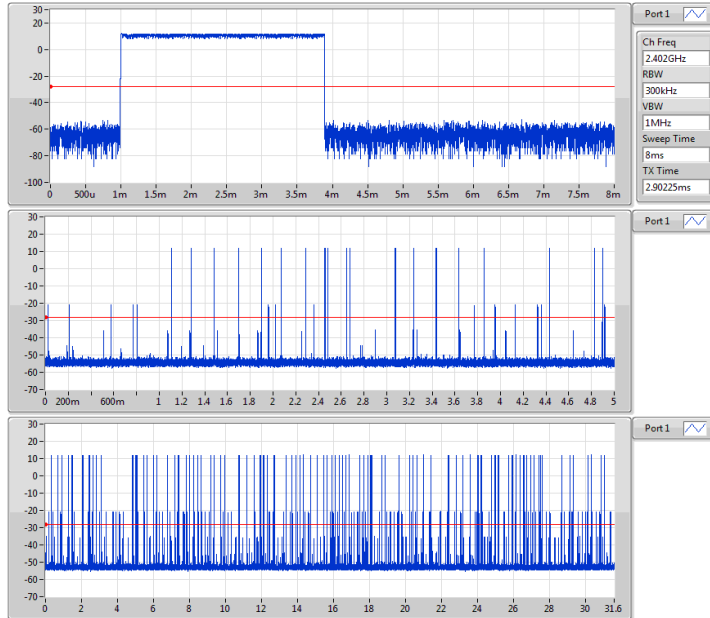 30
Port 1
0
-20
-40
-60
-80
-100
0 500u 1m 1.5m 2m 2.5m 3m 3.5m 4m 4.5m 5m 5.5m 6m 6.5m 7m 7.5m 8m
Ch Freq
2.402GHz
RBW
300kHz
VBW
1MHz
Sweep Time
8ms
TX Time
2.90225ms
30
Port 1
20
10
0
-10
-20
-30
-40
-50
-60
-70
0 200m 600m 1 1.2 1.4 1.6 1.8 2 2.2 2.4 2.6 2.8 3 3.2 3.4 3.6 3.8 4 4.2 4.4 4.6 4.8 5
30
Port 1
20
10
0
-10
-20
-30
-40
-50
-60
-70
0 2 4 6 8 10 12 14 16 18 20 22 24 26 28 30 31.6